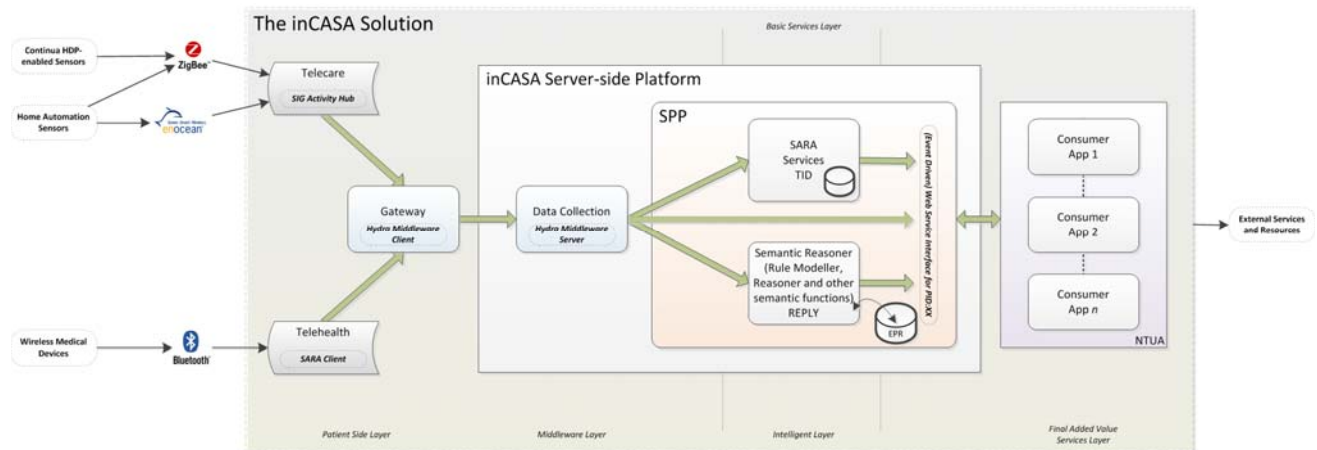 The inCASA Solution
Basic Services Layer
Continua HDP-
enabled Sensors
ZigBee
Home Automation
Sensors
enocean
Telecare
SIG Activity Hub
inCASA Server-side Platform
SPP
SARA
Services
TID
Gateway
Hydra Middleware
Client
Data Collection
Hydra Middleware
Server
Semantic Reasoner
(Rule Modeller,
Reasoner and other
semantic functions)
REPLY
EPR
(Event Driven) Web Service Interface for PID:XX
Consumer
App 1
Consumer
App 2
Consumer
App n
NTUA
External Services
and Resources
Wireless Medical
Devices
Bluetooth
Telehealth
SARA Client
Patient Side Layer
Middleware Layer
Intelligent Layer
Final Added Value
Services Layer